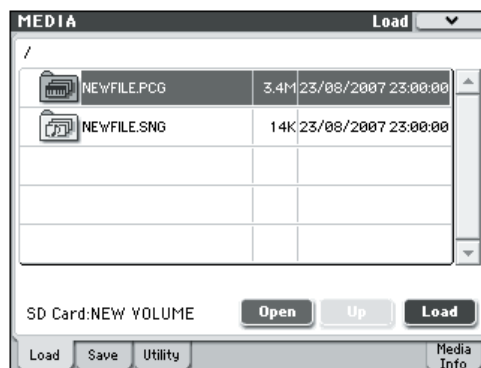 MEDIA Load
/
NEWFILE.PCG 3.4M 23/08/2007 23:00:00
NEWFILE.SNG 14K 23/08/2007 23:00:00
SD Card:NEW VOLUME Open Up Load
Load Save Utility Media Info